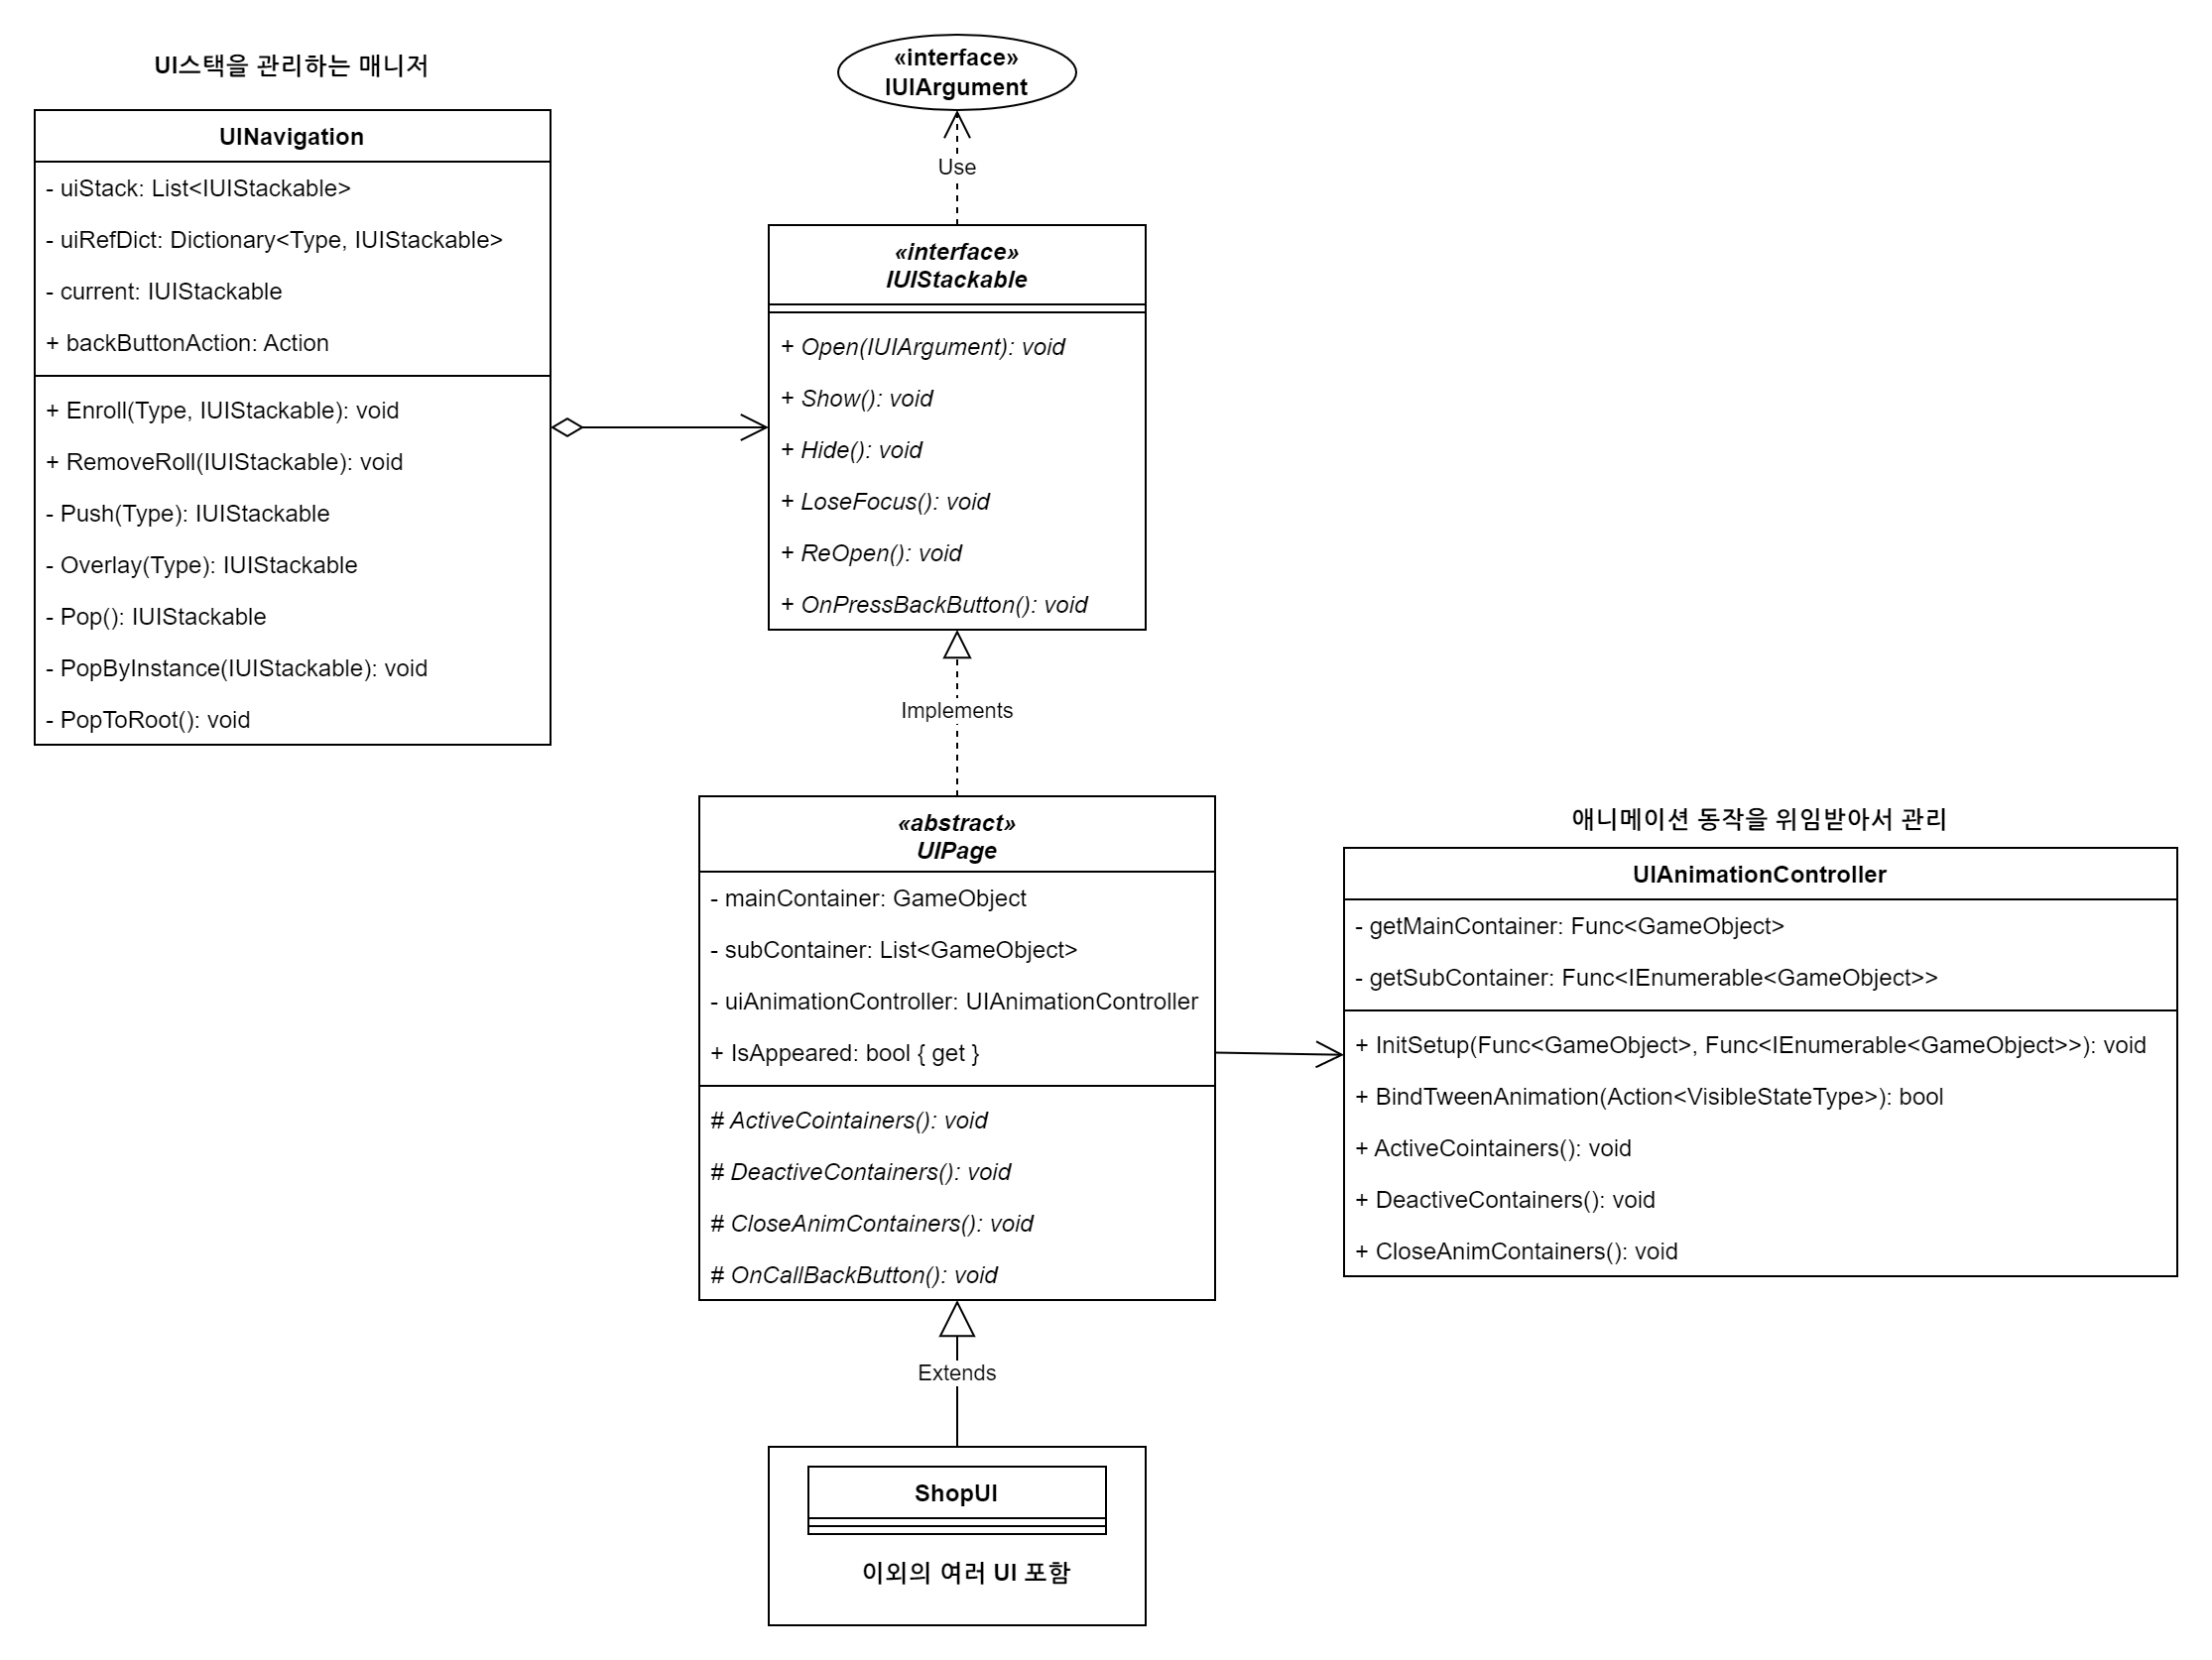 UI스택을 관리하는 매니저
UINavigation
- uiStack: List<IUIStackable>
- uiRefDict: Dictionary<Type, IUIStackable>
- current: IUIStackable
+ backButtonAction: Action
+ Enroll(Type, IUIStackable): void
+ RemoveRoll(IUIStackable): void
- Push(Type): IUIStackable
- Overlay(Type): IUIStackable
- Pop(): IUIStackable
- PopByInstance(IUIStackable): void
- PopToRoot(): void
«interface»
IUIArgument
Use
«interface»
IUIStackable
+ Open(IUIArgument): void
+ Show(): void
+ Hide(): void
+ LoseFocus(): void
+ ReOpen(): void
+ OnPressBackButton(): void
Implements
«abstract»
UIPage
- mainContainer: GameObject
- subContainer: List<GameObject>
- uiAnimationController: UIAnimationController
+ IsAppeared: bool { get }
# ActiveCointainers(): void
# DeactiveContainers(): void
# CloseAnimContainers(): void
# OnCallBackButton(): void
애니메이션 동작을 위임받아서 관리
UIAnimationController
- getMainContainer: Func<GameObject>
- getSubContainer: Func<IEnumerable<GameObject>>
+ InitSetup(Func<GameObject>, Func<IEnumerable<GameObject>>): void
+ BindTweenAnimation(Action<VisibleStateType>): bool
+ ActiveCointainers(): void
+ DeactiveContainers(): void
+ CloseAnimContainers(): void
Extends
ShopUI
이외의 여러 UI 포함